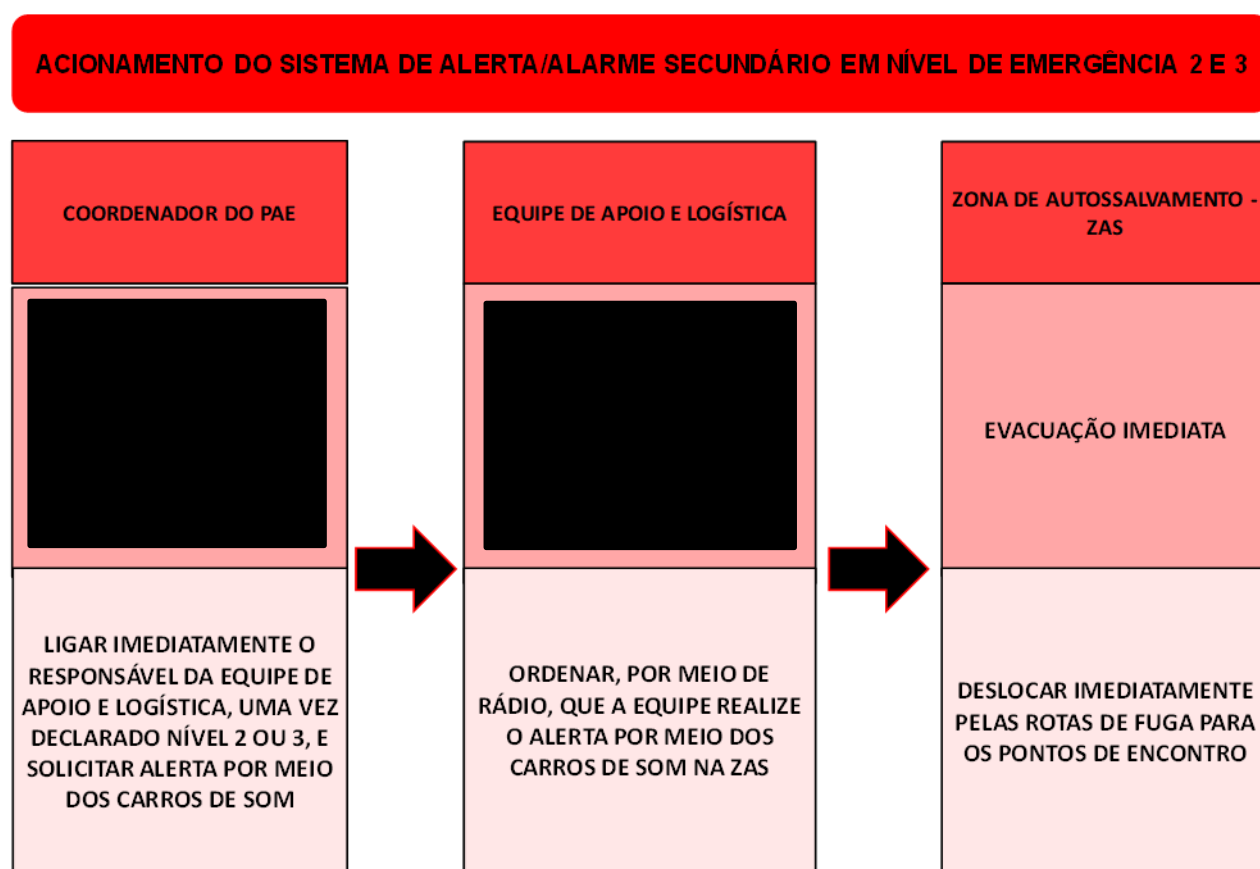 ACIONAMENTO DO SISTEMA DE ALERTA/ALARME SECUNDÁRIO EM NÍVEL DE EMERGÊNCIA 2 E 3
COORDENADOR DO PAE
LIGAR IMEDIATAMENTE O
RESPONSÁVEL DA EQUIPE DE
APOIO E LOGÍSTICA, UMA VEZ
DECLARADO NÍVEL 2 OU 3, E
SOLICITAR ALERTA POR MEIO
DOS CARROS DE SOM
EQUIPE DE APOIO E LOGÍSTICA
ORDENAR, POR MEIO DE
RÁDIO, QUE A EQUIPE REALIZE
O ALERTA POR MEIO DOS
CARROS DE SOM NA ZAS
ZONA DE AUTOSSALVAMENTO -
ZAS
EVACUAÇÃO IMEDIATA
DESLOCAR IMEDIATAMENTE
PELAS ROTAS DE FUGA PARA
OS PONTOS DE ENCONTRO